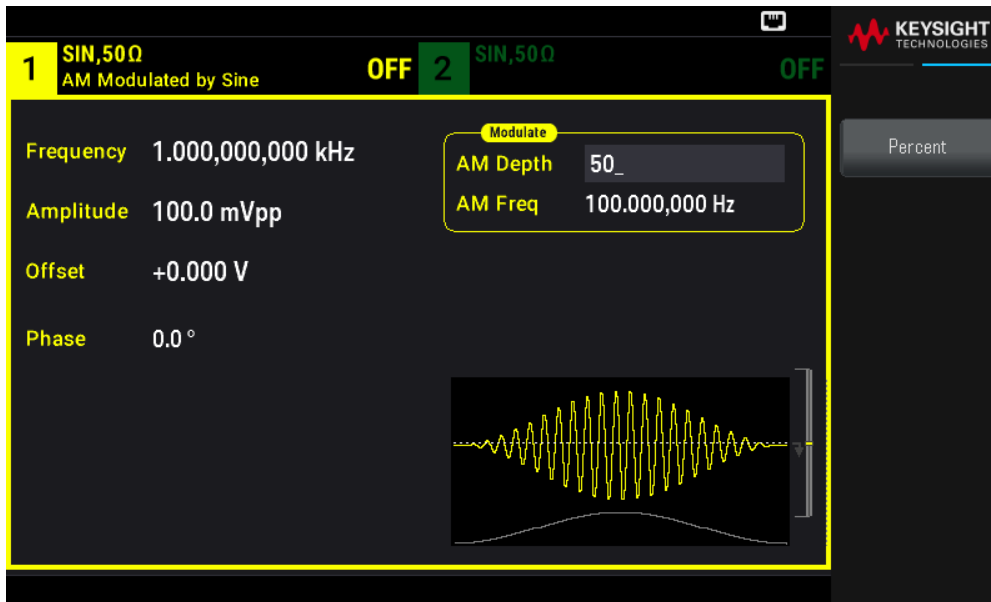 KEYSIGHT
TECHNOLOGIES
1 SIN,50Ω OFF
AM Modulated by Sine
2 SIN,50Ω OFF
Frequency 1.000,000,000 kHz
Amplitude 100.0 mVpp
Offset +0.000 V
Phase 0.0 °
Modulate
AM Depth 50_
AM Freq 100.000,000 Hz
Percent